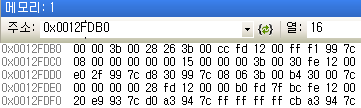 메모리: 1
주소: 0x0012FDB0 열: 16
0x0012FDB0 00 00 3b 00 28 26 3b 00 cc fd 12 00 ff f1 99 7c
0x0012FDC0 08 00 00 00 00 00 15 00 00 00 3b 00 30 fe 12 00
0x0012FDD0 e0 2f 99 7c d8 30 99 7c 08 06 3b 00 b4 30 00 7c
0x0012FDE0 00 00 00 00 00 fe 12 00 00 b0 fd 7f bc fe 12 00
0x0012FDF0 20 e9 93 7c d0 a3 94 7c ff ff ff ff cb a3 94 7c